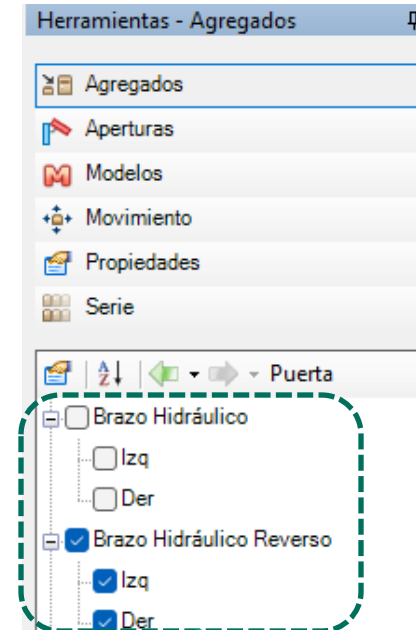 Herramientas - Agregados
Agregados
Aperturas
Modelos
Movimiento
Propiedades
Serie
Puerta
Brazo Hidráulico
Izq
Der
Brazo Hidráulico Reverso
Izq
Der